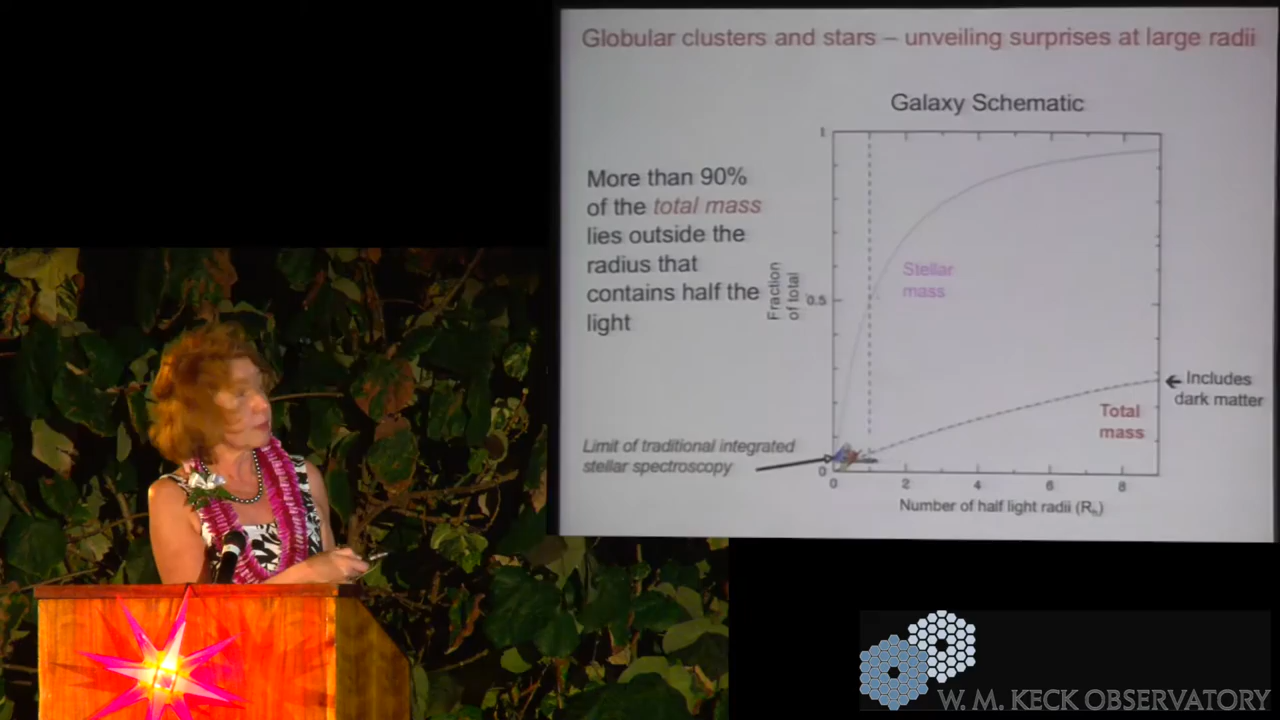 Globular clusters and stars – unveiling surprises at large radii
Galaxy Schematic
More than 90%
of the total mass
lies outside the
radius that
contains half the
light
Fraction
of total
1
0.5
0
Stellar
mass
Includes
dark matter
Total
mass
Limit of traditional integrated
stellar spectroscopy
0 2 4 6 8
Number of half light radii (Rₕ)
W. M. KECK OBSERVATORY